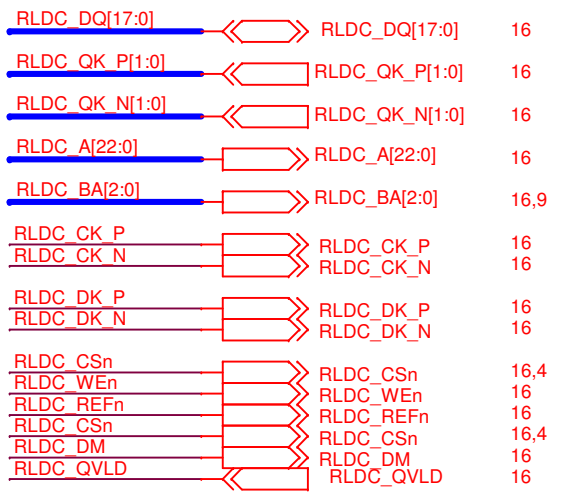 RLDC_DQ[17:0] RLDC_DQ[17:0] 16
RLDC_QK_P[1:0] RLDC_QK_P[1:0] 16
RLDC_QK_N[1:0] RLDC_QK_N[1:0] 16
RLDC_A[22:0] RLDC_A[22:0] 16
RLDC_BA[2:0] RLDC_BA[2:0] 16,9
RLDC_CK_P RLDC_CK_P 16
RLDC_CK_N RLDC_CK_N 16
RLDC_DK_P RLDC_DK_P 16
RLDC_DK_N RLDC_DK_N 16
RLDC_CSn RLDC_CSn 16,4
RLDC_WEn RLDC_WEn 16
RLDC_REFn RLDC_REFn 16
RLDC_CSn RLDC_CSn 16,4
RLDC_DM RLDC_DM 16
RLDC_QVLD RLDC_QVLD 16